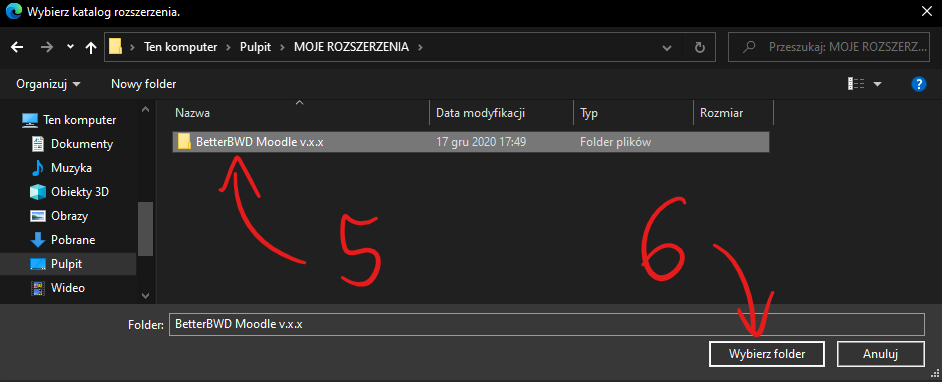 Wybierz katalog rozszerzenia.
Ten komputer > Pulpit > MOJE ROZSZERZENIA >
Przeszukaj: MOJE ROZSZERZ...
Organizuj
Nowy folder
?
Nazwa Data modyfikacji Typ Rozmiar
BetterBWD Moodle v.x.x 17 gru 2020 17:49 Folder plików
Ten komputer
Dokumenty
Muzyka
Obiekty 3D
Obrazy
Pobrane
Pulpit
Wideo
5
6
Folder: BetterBWD Moodle v.x.x
Wybierz folder Anuluj